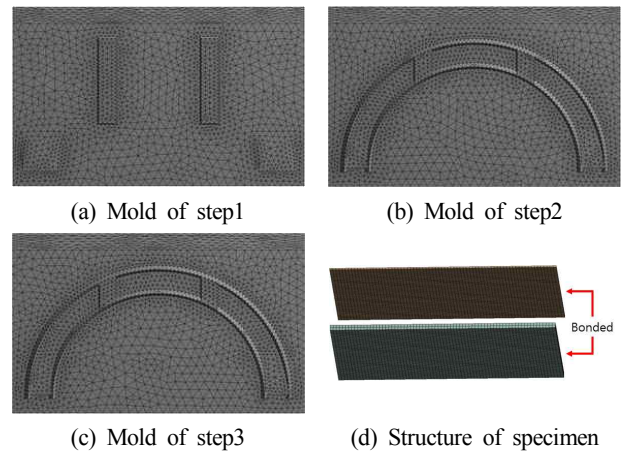 (a) Mold of step1
(b) Mold of step2
Bonded
(c) Mold of step3
(d) Structure of specimen